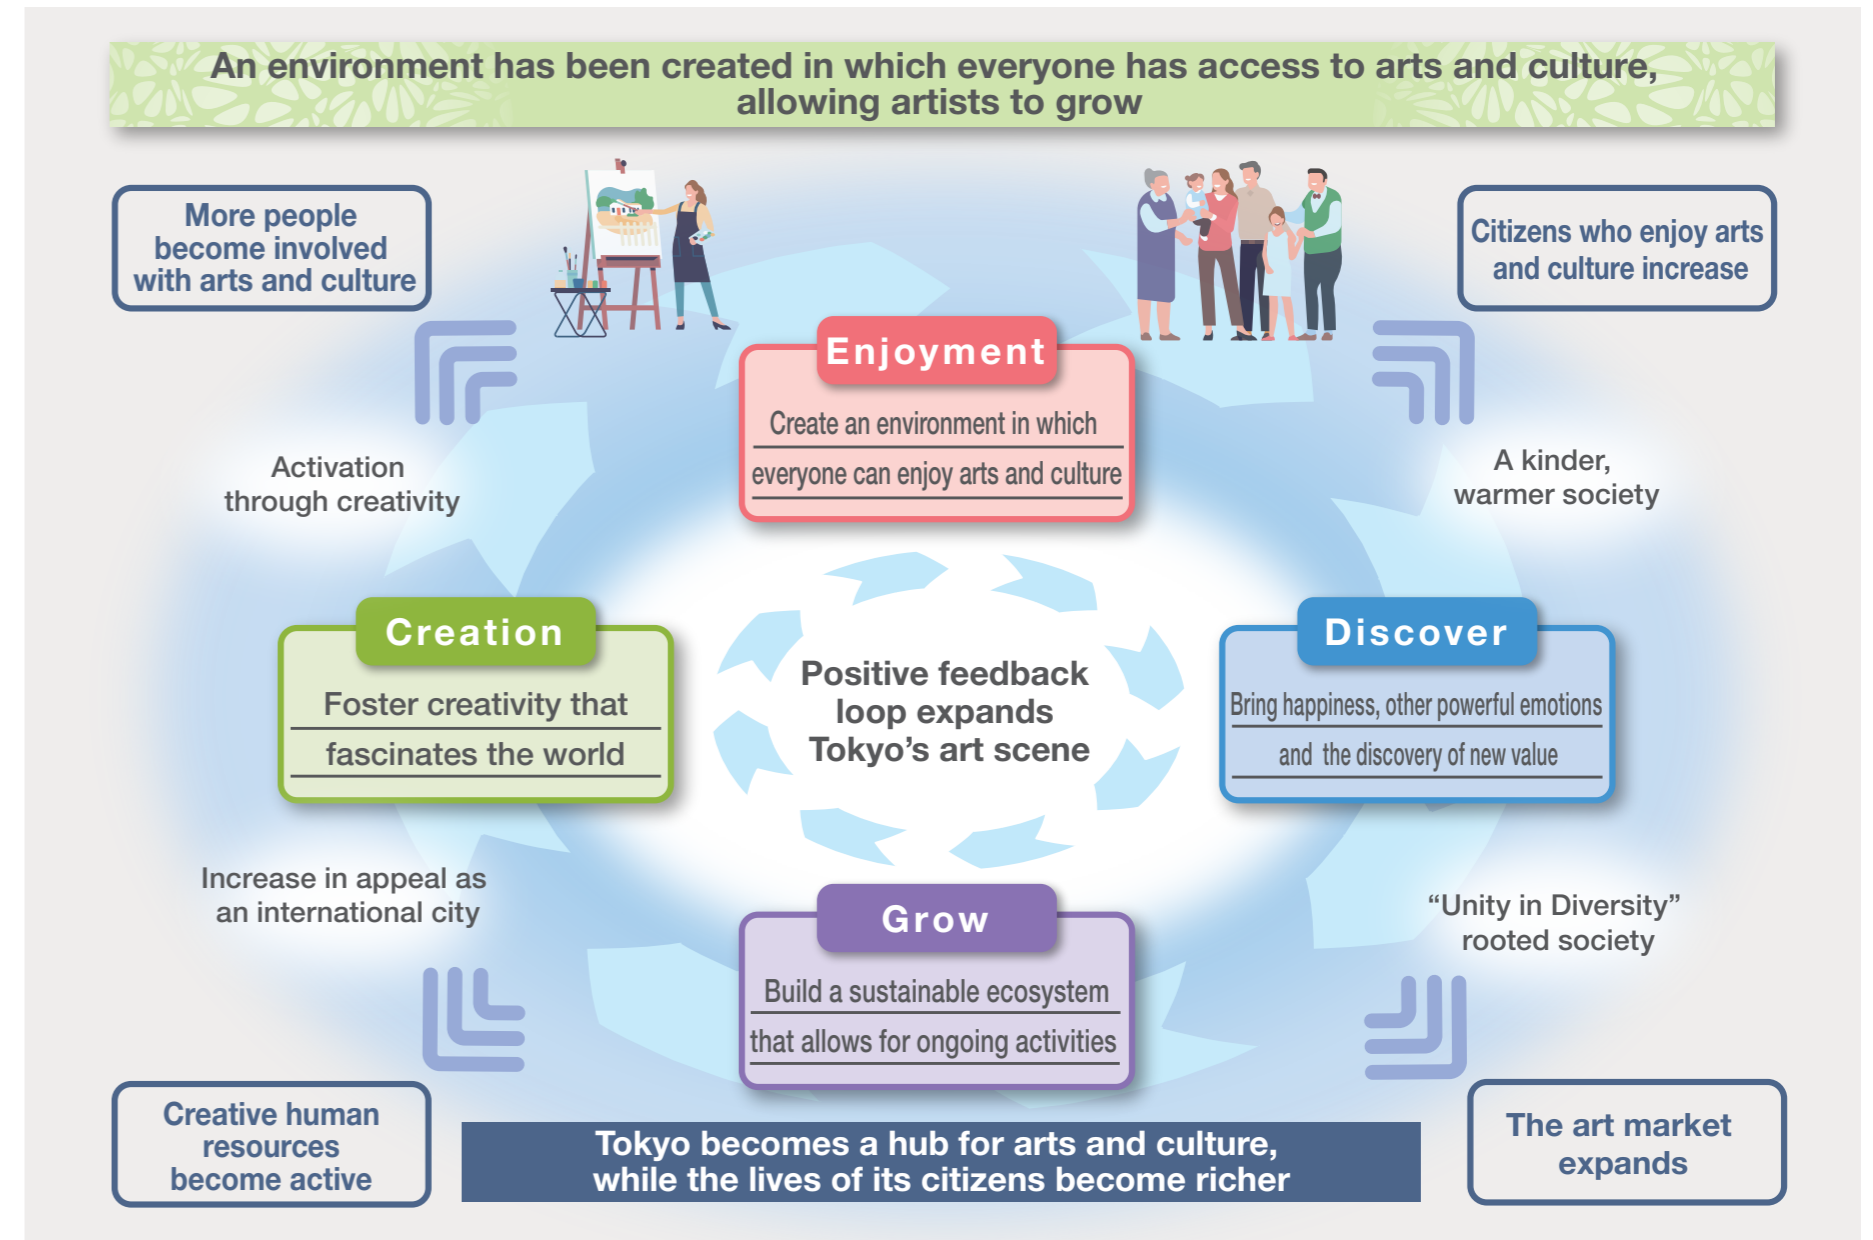 An environment has been created in which everyone has access to arts and culture,
allowing artists to grow
More people
become involved
with arts and culture
Citizens who enjoy arts
and culture increase
Enjoyment
Create an environment in which
everyone can enjoy arts and culture
Activation
through creativity
A kinder,
warmer society
Creation
Foster creativity that
fascinates the world
Positive feedback
loop expands
Tokyo’s art scene
Discover
Bring happiness, other powerful emotions
and the discovery of new value
Increase in appeal as
an international city
“Unity in Diversity”
rooted society
Grow
Build a sustainable ecosystem
that allows for ongoing activities
Creative human
resources
become active
Tokyo becomes a hub for arts and culture,
while the lives of its citizens become richer
The art market
expands